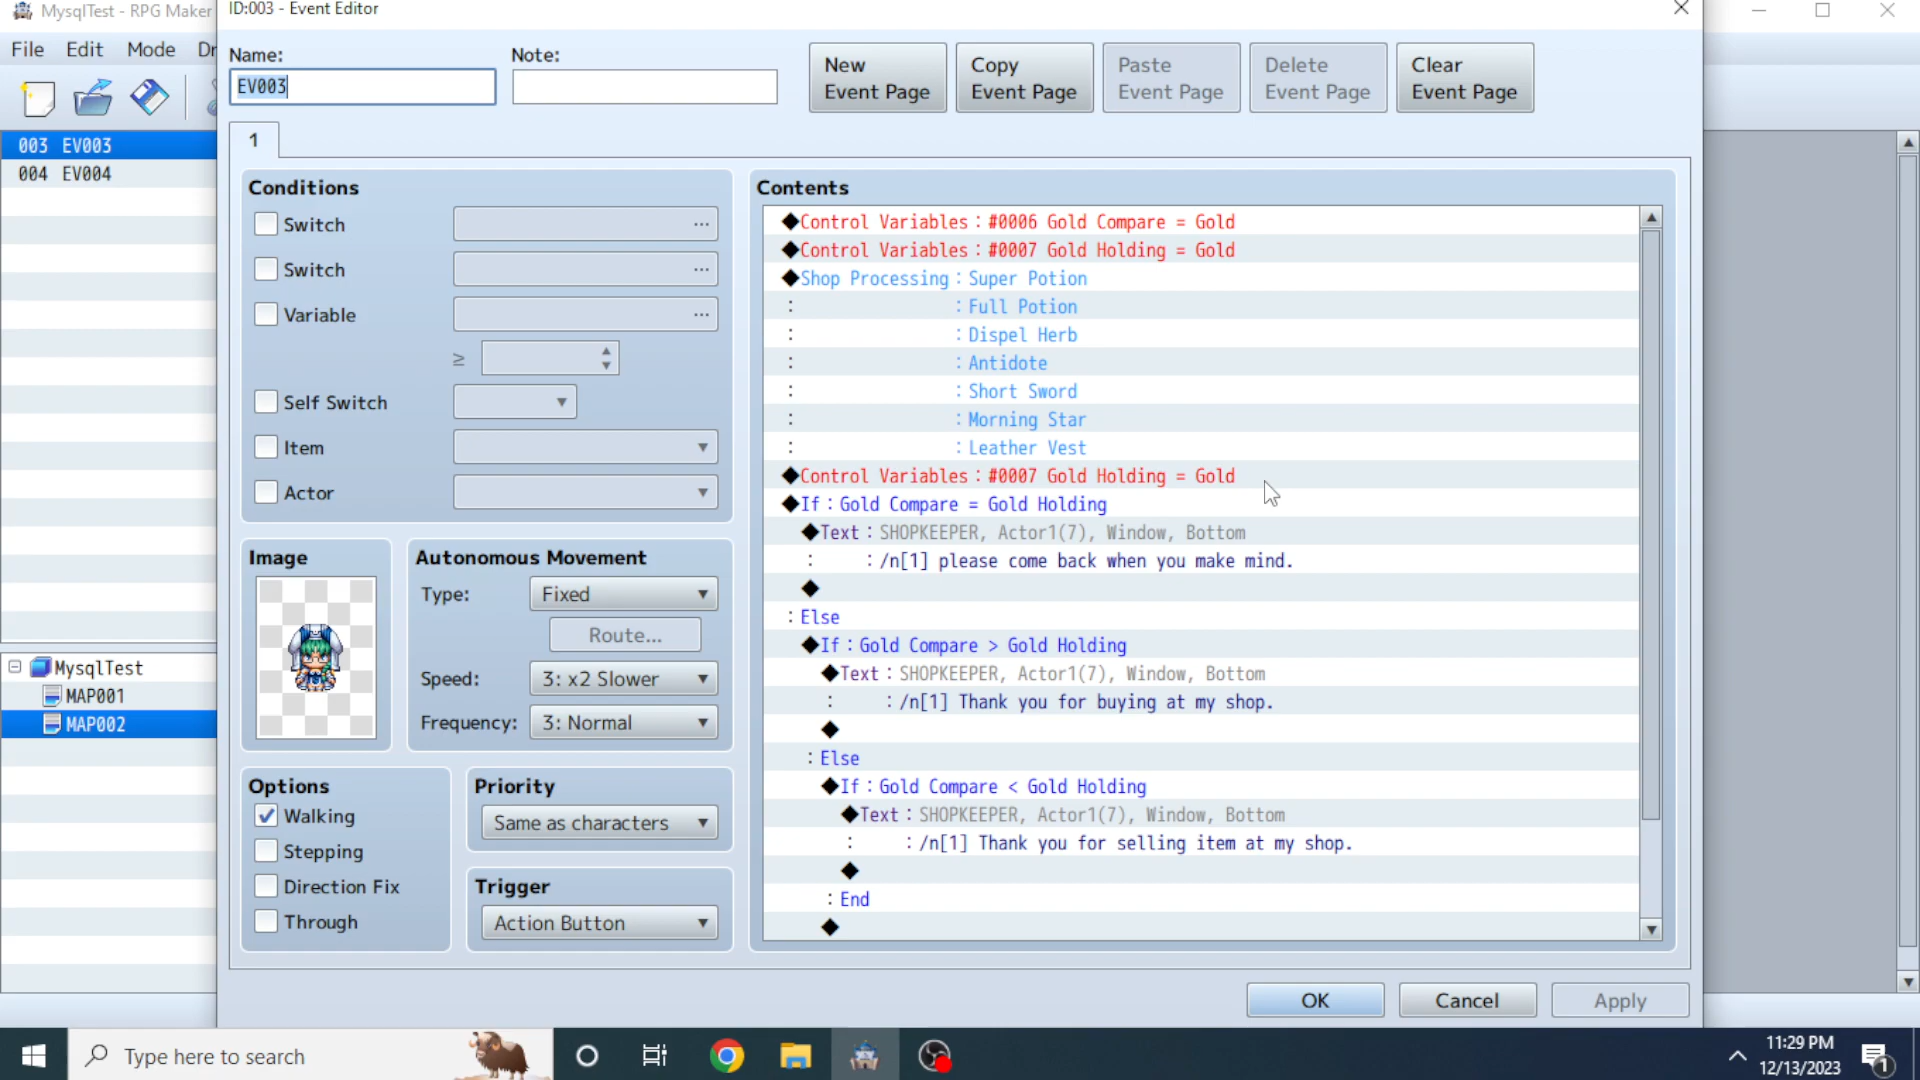 MysqlTest - RPG Maker
ID:003 - Event Editor
File Edit Mode Dr
003 EV003
004 EV004
MysqlTest
MAP001
MAP002
Name:
Note:
EV003
New Event Page
Copy Event Page
Paste Event Page
Delete Event Page
Clear Event Page
1
Conditions
Switch ...
Switch ...
Variable ...
≥
Self Switch
Item
Actor
Image
Autonomous Movement
Type: Fixed
Route...
Speed: 3: x2 Slower
Frequency: 3: Normal
Options
Walking
Stepping
Direction Fix
Through
Priority
Same as characters
Trigger
Action Button
Contents
◆Control Variables：#0006 Gold Compare = Gold
◆Control Variables：#0007 Gold Holding = Gold
◆Shop Processing：Super Potion
：　：Full Potion
：　：Dispel Herb
：　：Antidote
：　：Short Sword
：　：Morning Star
：　：Leather Vest
◆Control Variables：#0007 Gold Holding = Gold
◆If：Gold Compare = Gold Holding
◆Text：SHOPKEEPER, Actor1(7), Window, Bottom
：　：/n[1] please come back when you make mind.
◆
：Else
◆If：Gold Compare > Gold Holding
◆Text：SHOPKEEPER, Actor1(7), Window, Bottom
：　：/n[1] Thank you for buying at my shop.
◆
：Else
◆If：Gold Compare < Gold Holding
◆Text：SHOPKEEPER, Actor1(7), Window, Bottom
：　：/n[1] Thank you for selling item at my shop.
◆
：End
◆
OK Cancel Apply
Type here to search
11:29 PM
12/13/2023
1